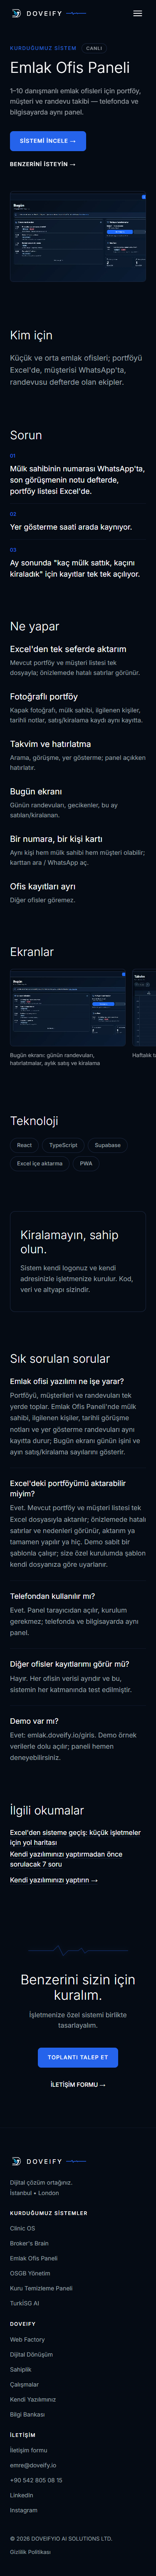 DOVEIFY
KURDUĞUMUZ SİSTEM CANLI
Emlak Ofis Paneli
1–10 danışmanlı emlak ofisleri için portföy,
müşteri ve randevu takibi — telefonda ve
bilgisayarda aynı panel.
SİSTEMİ İNCELE →
BENZERİNİ İSTEYİN →
Bugün
Kim için
Küçük ve orta emlak ofisleri; portföyü
Excel'de, müşterisi WhatsApp'ta,
randevusu defterde olan ekipler.
Sorun
01
Mülk sahibinin numarası WhatsApp'ta,
son görüşmenin notu defterde,
portföy listesi Excel'de.
02
Yer gösterme saati arada kaynıyor.
03
Ay sonunda "kaç mülk sattık, kaçını
kiraladık" için kayıtlar tek tek açılıyor.
Ne yapar
Excel'den tek seferde aktarım
Mevcut portföy ve müşteri listesi tek
dosyayla; önizlemede hatalı satırlar görünür.
Fotoğraflı portföy
Kapak fotoğrafı, mülk sahibi, ilgilenen kişiler,
tarihli notlar, satış/kiralama kaydı aynı kayıtta.
Takvim ve hatırlatma
Arama, görüşme, yer gösterme; panel açıkken
hatırlatır.
Bugün ekranı
Günün randevuları, gecikenler, bu ay
satılan/kiralanan.
Bir numara, bir kişi kartı
Aynı kişi hem mülk sahibi hem müşteri olabilir;
karttan ara / WhatsApp aç.
Ofis kayıtları ayrı
Diğer ofisler göremez.
Ekranlar
Bugün
Takvim
Bugün ekranı: günün randevuları,
hatırlatmalar, aylık satış ve kiralama
Haftalık ta
Teknoloji
React TypeScript Supabase
Excel içe aktarma PWA
Kiralamayın, sahip
olun.
Sistem kendi logonuz ve kendi
adresinizle işletmenize kurulur. Kod,
veri ve altyapı sizindir.
Sık sorulan sorular
Emlak ofisi yazılımı ne işe yarar?
Portföyü, müşterileri ve randevuları tek
yerde toplar. Emlak Ofis Paneli'nde mülk
sahibi, ilgilenen kişiler, tarihli görüşme
notları ve yer gösterme randevuları aynı
kayıtta durur; Bugün ekranı günün işini ve
ayın satış/kiralama sayılarını gösterir.
Excel'deki portföyümü aktarabilir
miyim?
Evet. Mevcut portföy ve müşteri listesi tek
Excel dosyasıyla aktarılır; önizlemede hatalı
satırlar ve nedenleri görünür, aktarım ya
tamamen yapılır ya hiç. Demo sabit bir
şablonla çalışır; size özel kurulumda şablon
kendi dosyanıza göre uyarlanır.
Telefondan kullanılır mı?
Evet. Panel tarayıcıdan açılır, kurulum
gerekmez; telefonda ve bilgisayarda aynı
panel.
Diğer ofisler kayıtlarımı görür mü?
Hayır. Her ofisin verisi ayrıdır ve bu,
sistemin her katmanında test edilmiştir.
Demo var mı?
Evet: emlak.doveify.io/giris. Demo örnek
verilerle dolu açılır; paneli hemen
deneyebilirsiniz.
İlgili okumalar
Excel'den sisteme geçiş: küçük işletmeler
için yol haritası
Kendi yazılımınızı yaptırmadan önce
sorulacak 7 soru
Kendi yazılımınızı yaptırın →
Benzerini sizin için
kuralım.
İşletmenize özel sistemi birlikte
tasarlayalım.
TOPLANTI TALEP ET
İLETİŞİM FORMU →
DOVEIFY
Dijital çözüm ortağınız.
İstanbul • London
KURDUĞUMUZ SİSTEMLER
Clinic OS
Broker's Brain
Emlak Ofis Paneli
OSGB Yönetim
Kuru Temizleme Paneli
TurkİSG AI
DOVEIFY
Web Factory
Dijital Dönüşüm
Sahiplik
Çalışmalar
Kendi Yazılımınız
Bilgi Bankası
İLETİŞİM
İletişim formu
emre@doveify.io
+90 542 805 08 15
LinkedIn
Instagram
© 2026 DOVEIFYIO AI SOLUTIONS LTD.
Gizlilik Politikası